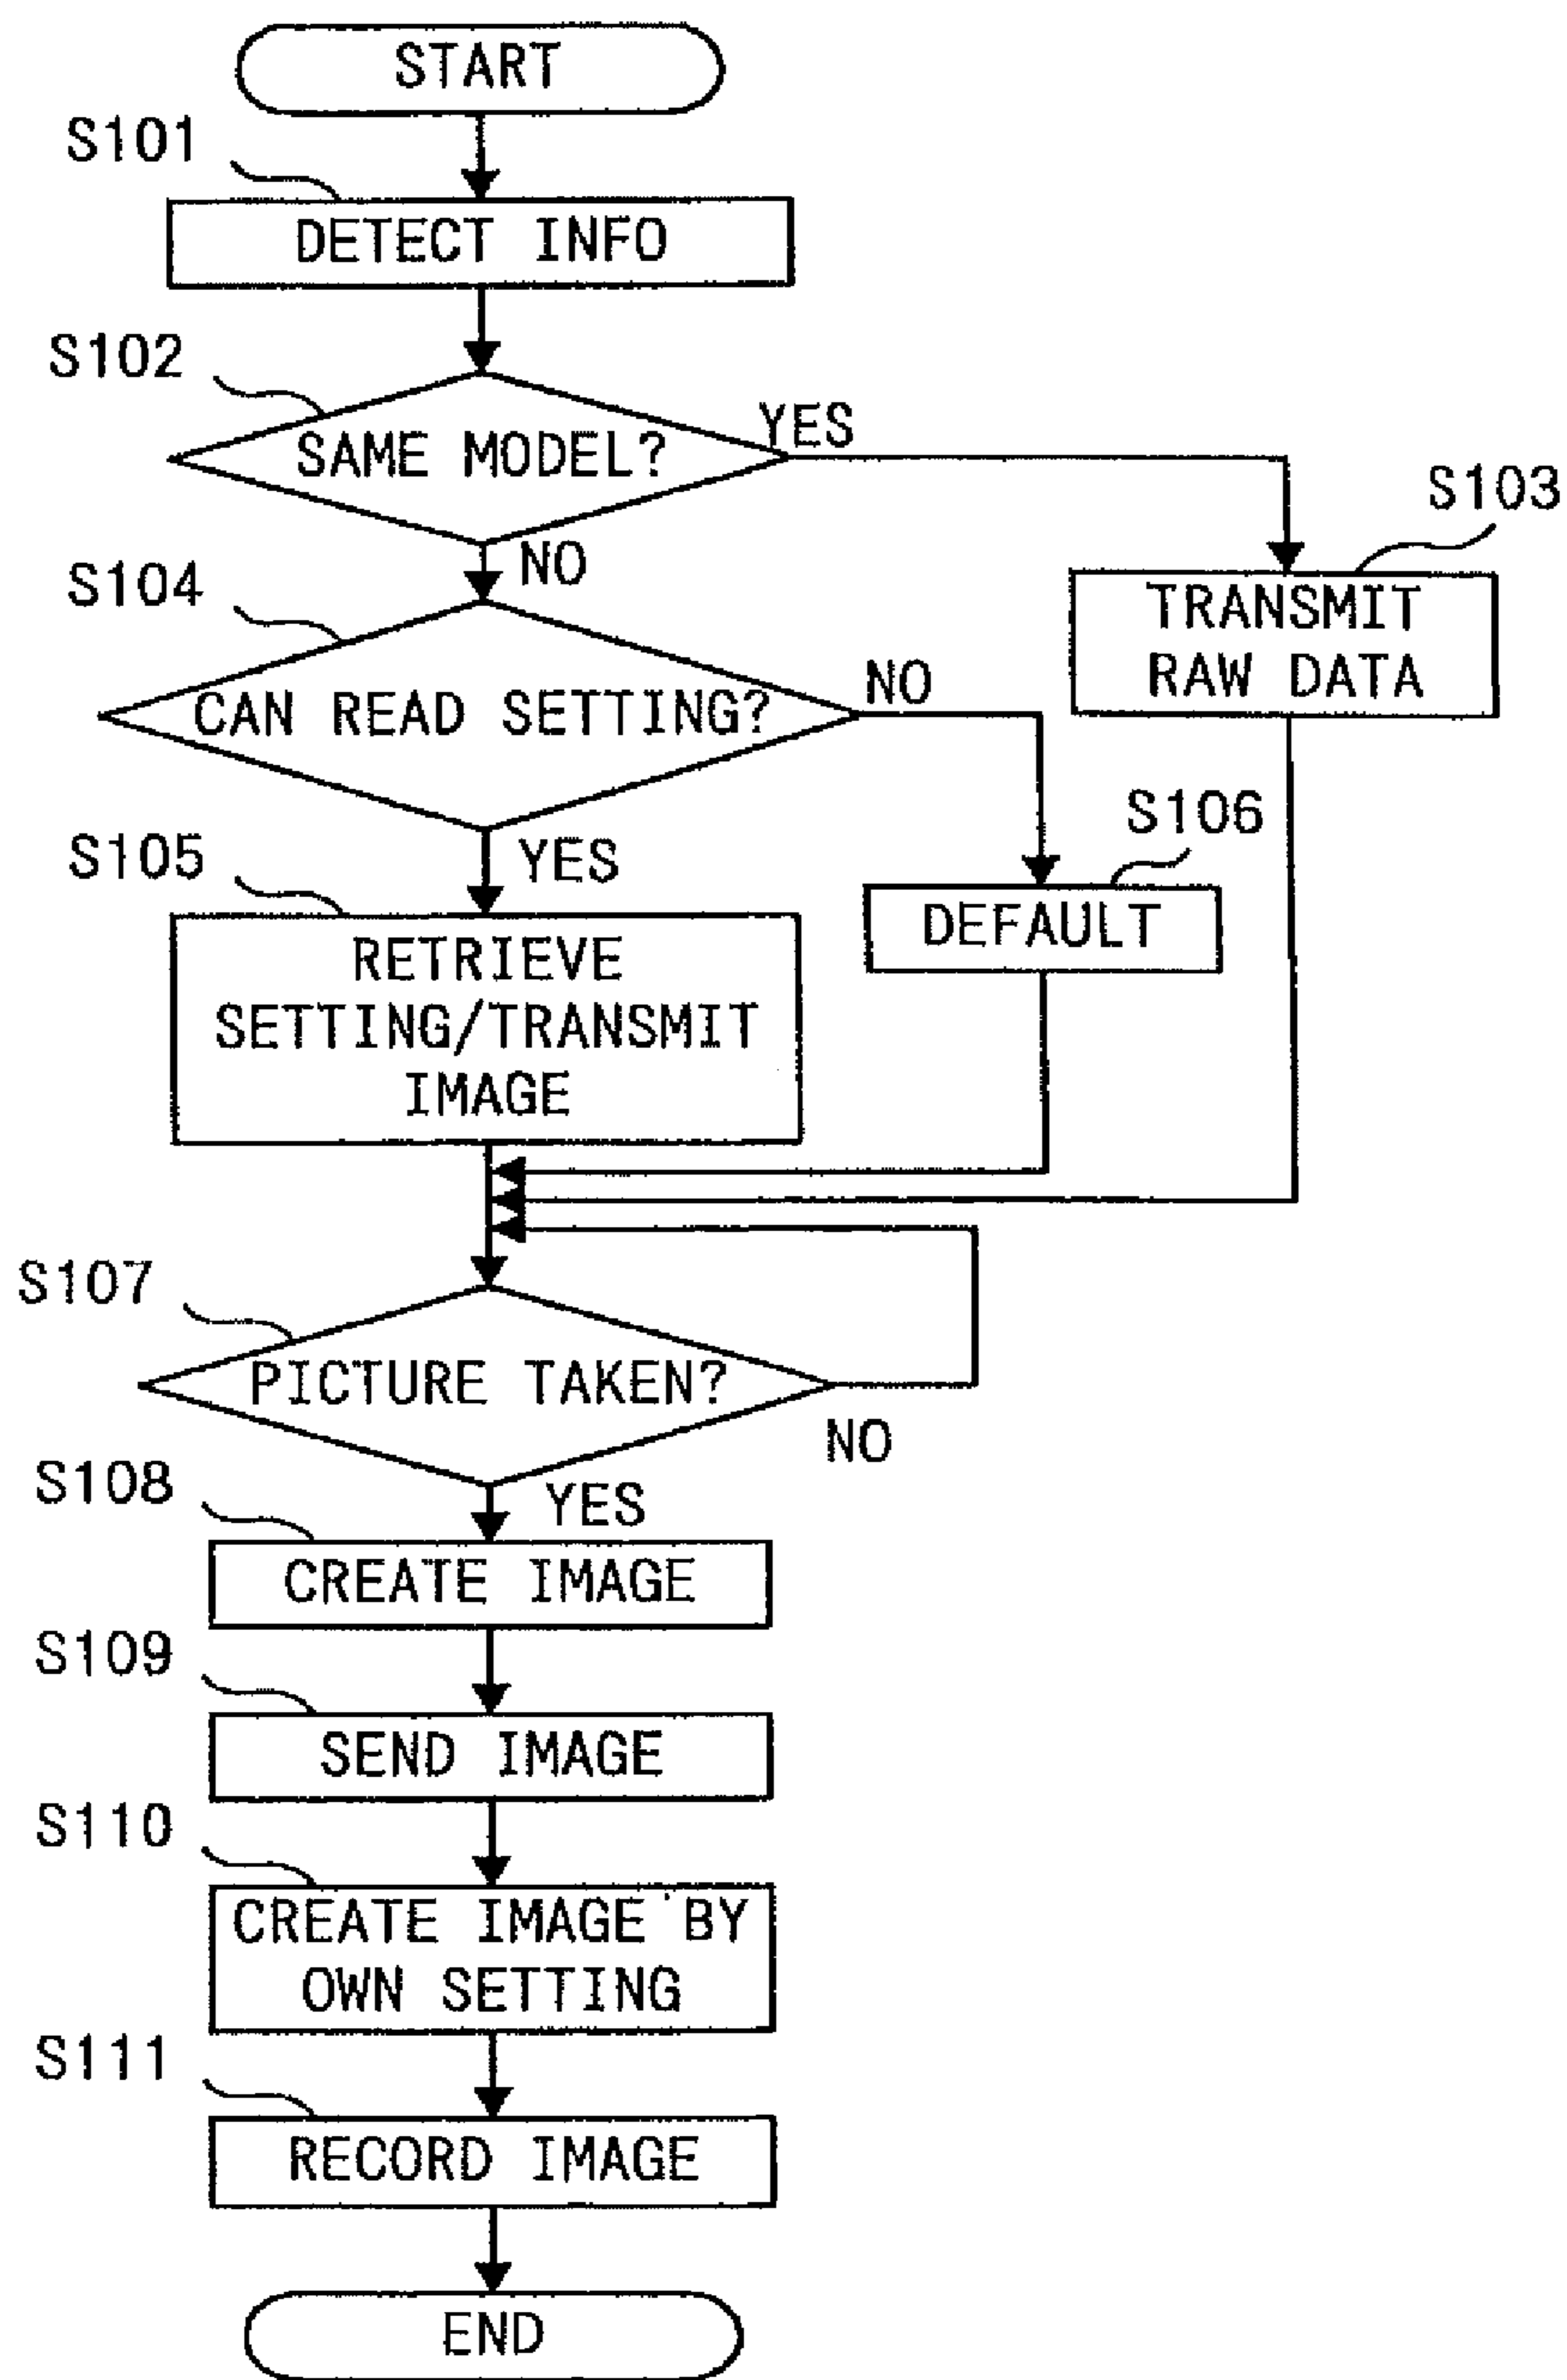 START
S101
DETECT INFO
S102
SAME MODEL?
YES
S103
TRANSMIT
RAW DATA
NO
S104
CAN READ SETTING?
NO
S106
DEFAULT
YES
S105
RETRIEVE
SETTING/TRANSMIT
IMAGE
S107
PICTURE TAKEN?
NO
YES
S108
CREATE IMAGE
S109
SEND IMAGE
S110
CREATE IMAGE BY
OWN SETTING
S111
RECORD IMAGE
END